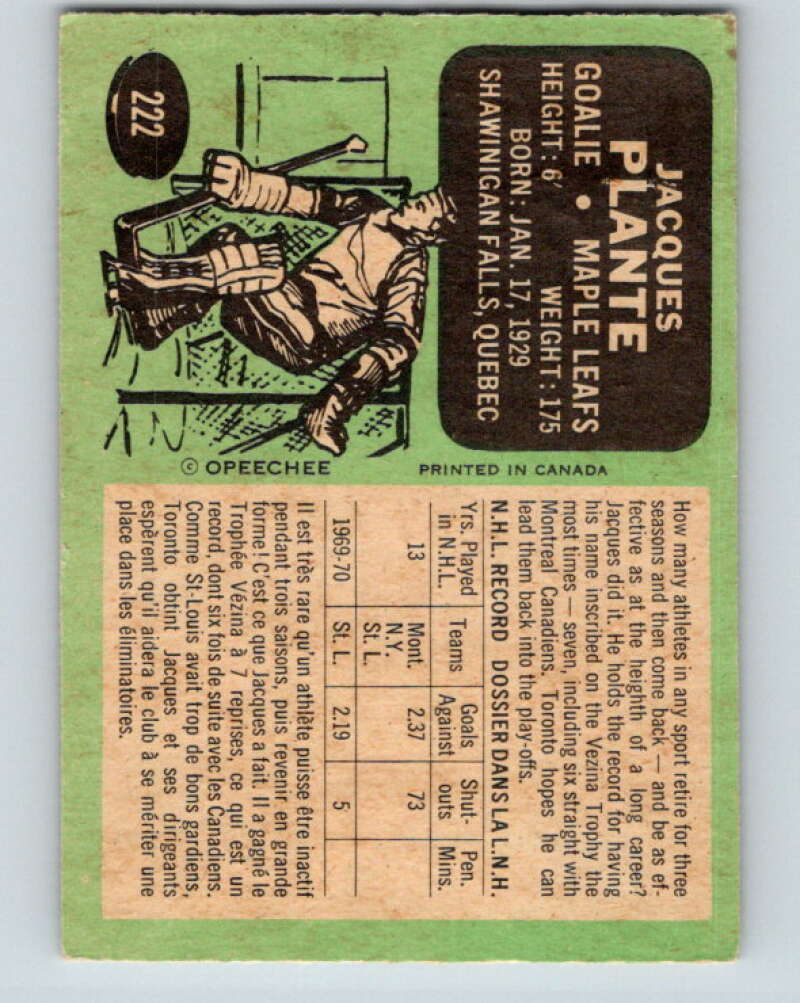 JACQUES
PLANTE
GOALIE • MAPLE LEAFS
HEIGHT: 6' WEIGHT: 175
BORN: JAN. 17, 1929
SHAWINIGAN FALLS, QUEBEC
222
© OPEECHEE PRINTED IN CANADA
How many athletes in any sport retire for three
seasons and then come back — and be as ef-
fective as at the heighth of a long career?
Jacques did it. He holds the record for having
his name inscribed on the Vezina Trophy the
most times — seven, including six straight with
Montreal Canadiens. Toronto hopes he can
lead them back into the play-offs.
N.H.L. RECORD DOSSIER DANS LA L.N.H.
Yrs. Played Teams Goals Shut- Pen.
in N.H.L. Against outs Mins.
13 Mont. 2.37 73
N.Y.
St. L.
1969-70 St. L. 2.19 5
Il est très rare qu'un athlète puisse être inactif
pendant trois saisons, puis revenir en grande
forme! C'est ce que Jacques a fait. Il a gagné le
Trophée Vézina à 7 reprises, ce qui est un
record, dont six fois de suite avec les Canadiens.
Comme St-Louis avait trop de bons gardiens,
Toronto obtint Jacques et ses dirigeants
espèrent qu'il aidera le club à se mériter une
place dans les éliminatoires.